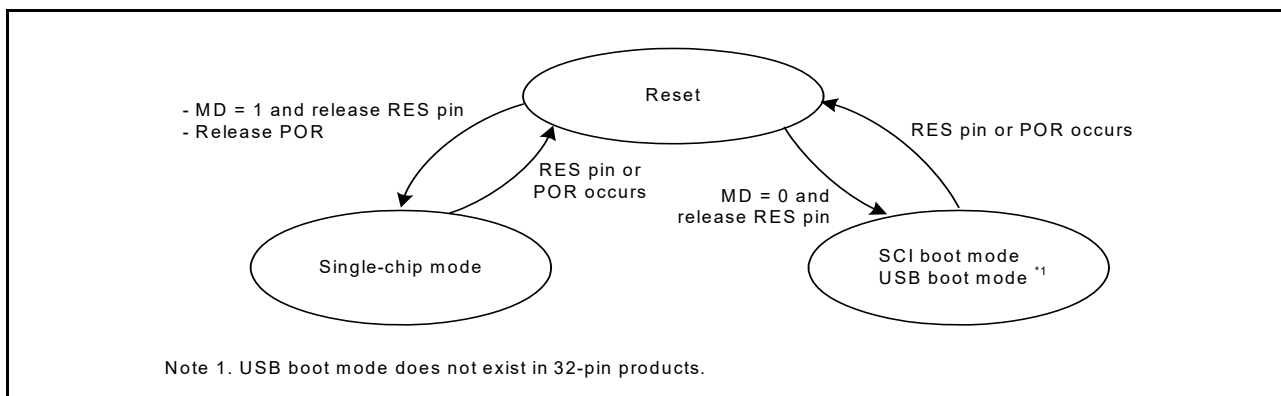 Reset
- MD = 1 and release RES pin
- Release POR
RES pin or
POR occurs
RES pin or POR occurs
MD = 0 and
release RES pin
Single-chip mode
SCI boot mode
USB boot mode *1
Note 1. USB boot mode does not exist in 32-pin products.